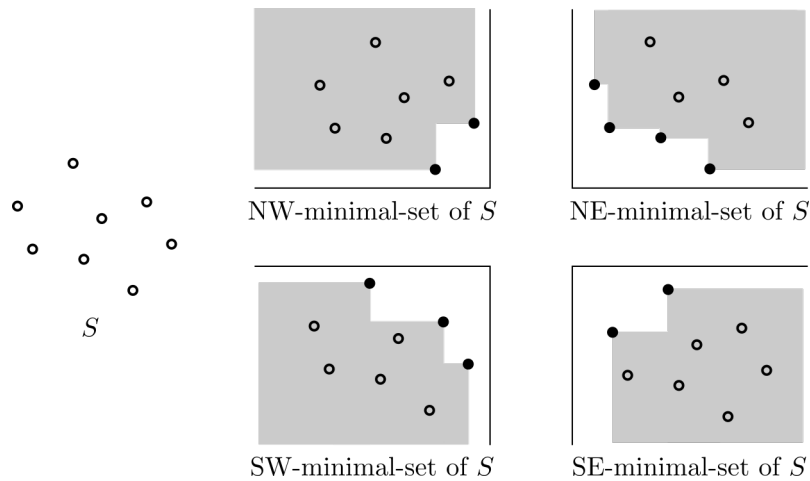 NW-minimal-set of S
NE-minimal-set of S
S
SW-minimal-set of S
SE-minimal-set of S